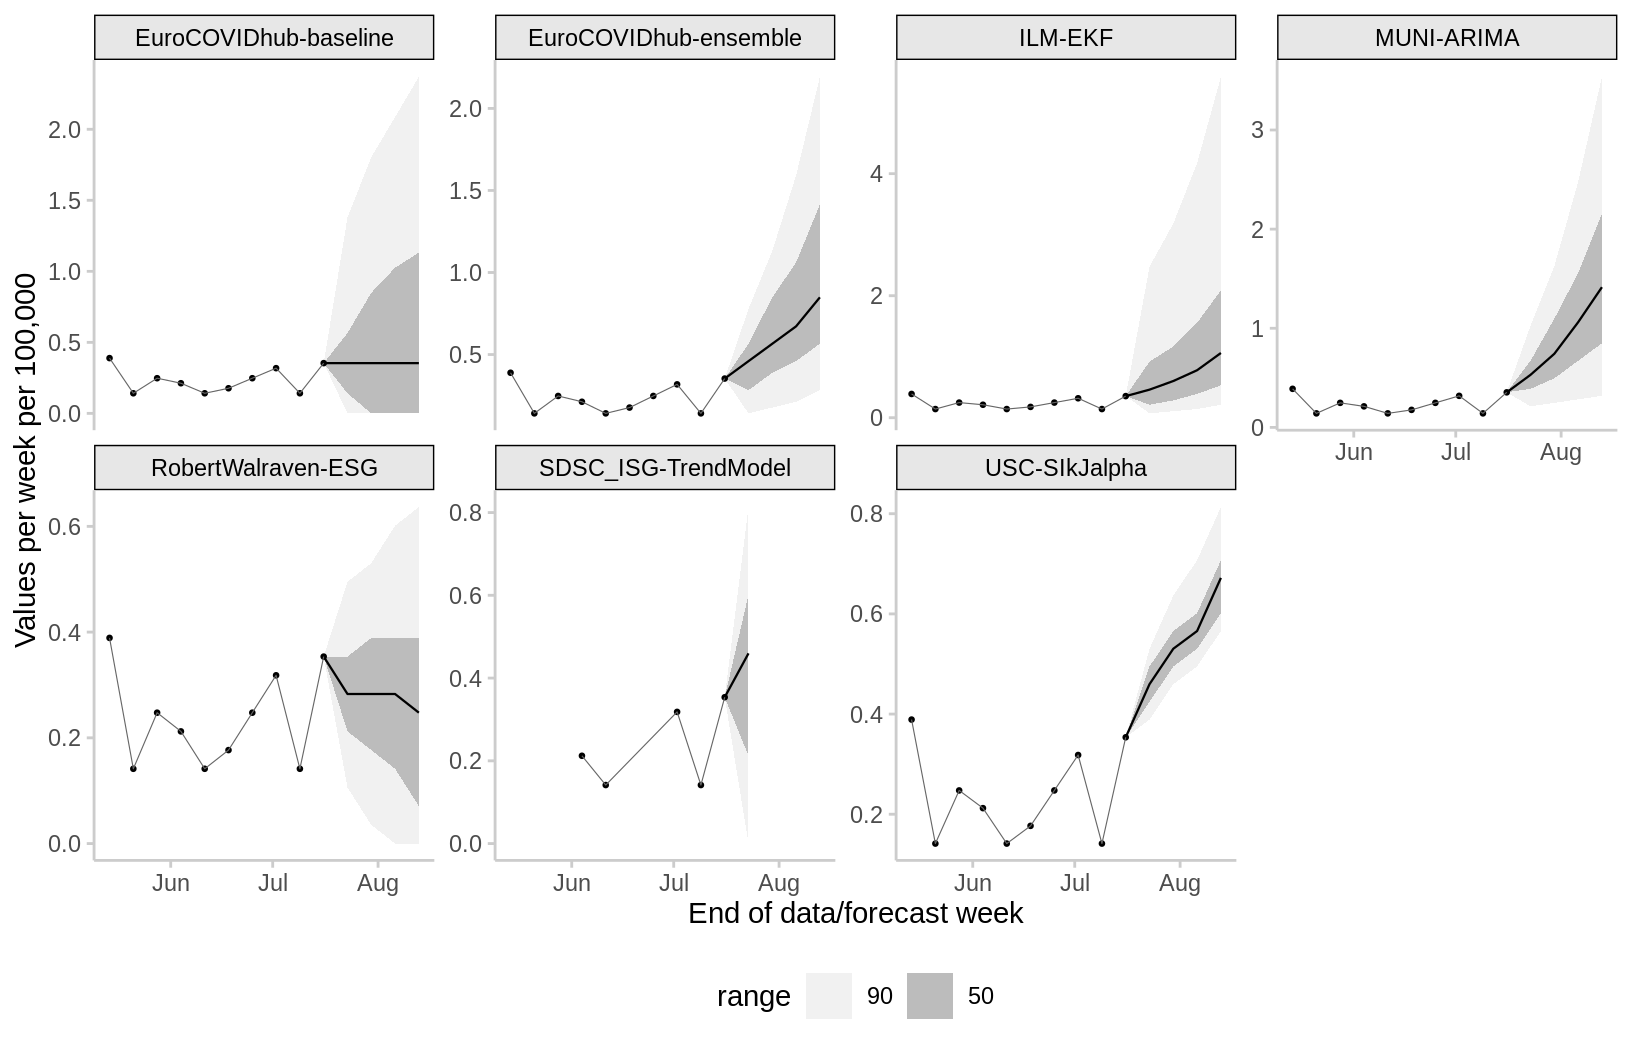 EuroCOVIDhub-baseline
EuroCOVIDhub-ensemble
ILM-EKF
MUNI-ARIMA
Values per week per 100,000
2.0
1.5
1.0
0.5
0.0
2.0
1.5
1.0
0.5
4
2
0
3
2
1
0
Jun Jul Aug
RobertWalraven-ESG
SDSC_ISG-TrendModel
USC-SIkJalpha
0.6
0.4
0.2
0.0
0.8
0.6
0.4
0.2
0.0
0.8
0.6
0.4
0.2
Jun Jul Aug
Jun Jul Aug
Jun Jul Aug
End of data/forecast week
range 90 50